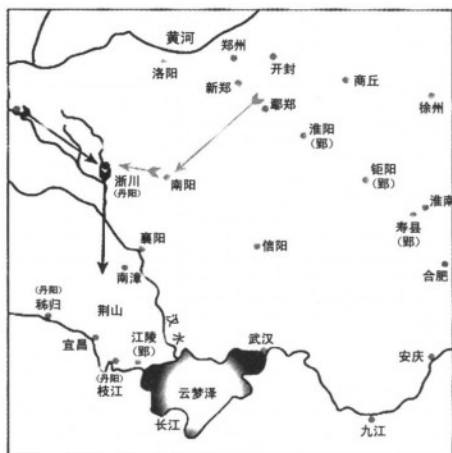 黄河
郑州
开封
洛阳
新郑
商丘
鄢郑
徐州
淮阳
(郢)
淅川
(丹阳)
南阳
钜阳
(郢)
淮南
寿县
(郢)
襄阳
信阳
合肥
南漳
(丹阳)
秭归
荆山
汉水
宜昌
江陵
(郢)
武汉
安庆
(丹阳)
枝江
云梦泽
长江
九江